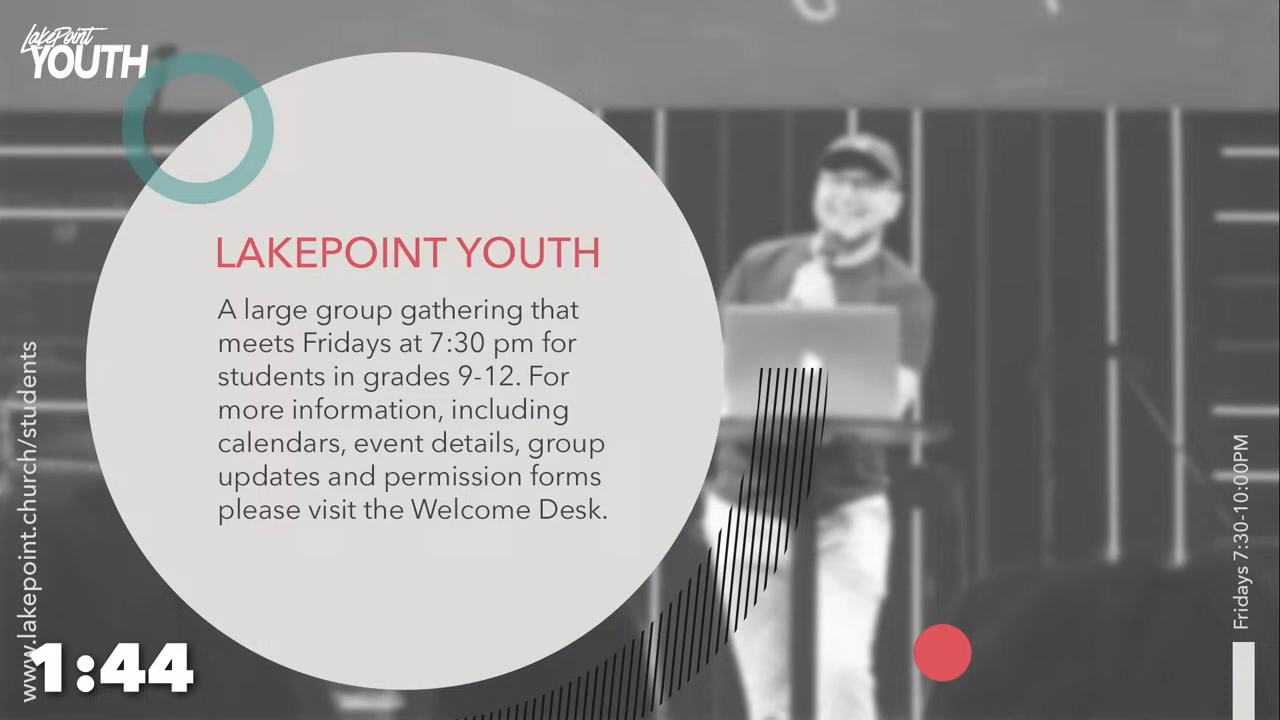 LakePoint
YOUTH
LAKEPOINT YOUTH
A large group gathering that
meets Fridays at 7:30 pm for
students in grades 9-12. For
more information, including
calendars, event details, group
updates and permission forms
please visit the Welcome Desk.
www.lakepoint.church/students
Fridays 7:30-10:00PM
1:44